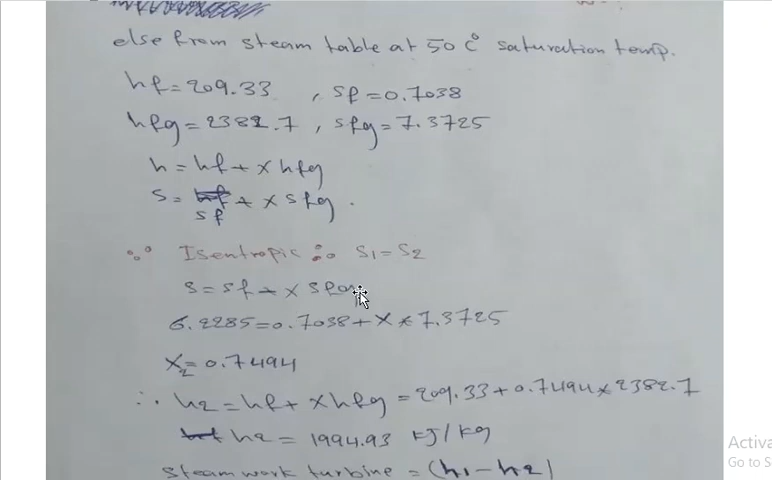 else from steam table at 50 C° saturation temp.
hf = 209.33 , sf = 0.7038
hfg = 2382.7 , sfg = 7.3725
h = hf + x hfg
s = sf + x sfg .
∵ Isentropic ∴ S1 = S2
s = sf + x sfg
6.2285 = 0.7038 + x * 7.3725
x2 = 0.7494
∴ h2 = hf + x hfg = 209.33 + 0.7494 * 2382.7
h2 = 1994.93 KJ/kg
steam work turbine = (h1 - h2)
Activa
Go to S